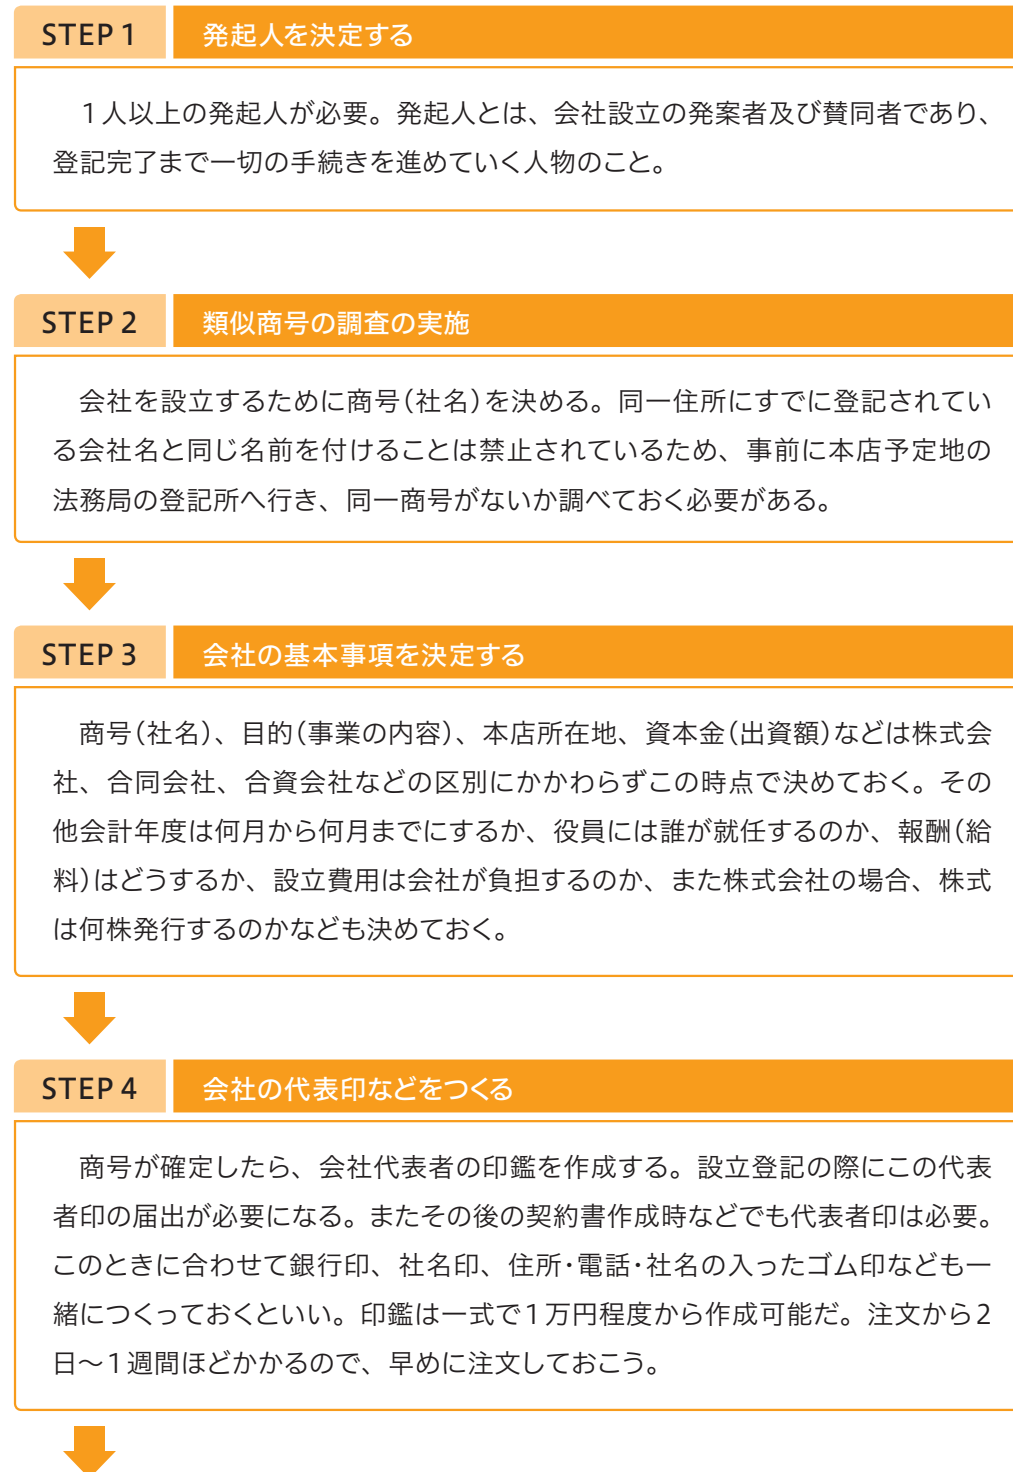 STEP 1 発起人を決定する
1人以上の発起人が必要。発起人とは、会社設立の発案者及び賛同者であり、
登記完了まで一切の手続きを進めていく人物のこと。
STEP 2 類似商号の調査の実施
会社を設立するために商号(社名)を決める。同一住所にすでに登記されてい
る会社名と同じ名前を付けることは禁止されているため、事前に本店予定地の
法務局の登記所へ行き、同一商号がないか調べておく必要がある。
STEP 3 会社の基本事項を決定する
商号(社名)、目的(事業の内容)、本店所在地、資本金(出資額)などは株式会
社、合同会社、合資会社などの区別にかかわらずこの時点で決めておく。その
他会計年度は何月から何月までにするか、役員には誰が就任するのか、報酬(給
料)はどうするか、設立費用は会社が負担するのか、また株式会社の場合、株式
は何株発行するのかなども決めておく。
STEP 4 会社の代表印などをつくる
商号が確定したら、会社代表者の印鑑を作成する。設立登記の際にこの代表
者印の届出が必要になる。またその後の契約書作成時などでも代表者印は必要。
このときに合わせて銀行印、社名印、住所・電話・社名の入ったゴム印なども一
緒につくっておくといい。印鑑は一式で1万円程度から作成可能だ。注文から2
日〜1週間ほどかかるので、早めに注文しておこう。